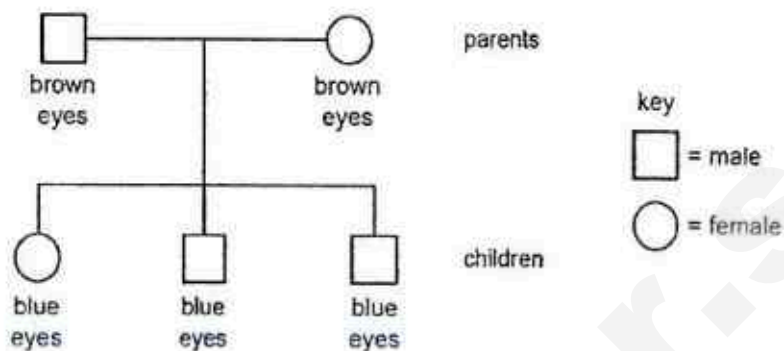 parents
brown
eyes
brown
eyes
key
= male
= female
children
blue
eyes
blue
eyes
blue
eyes